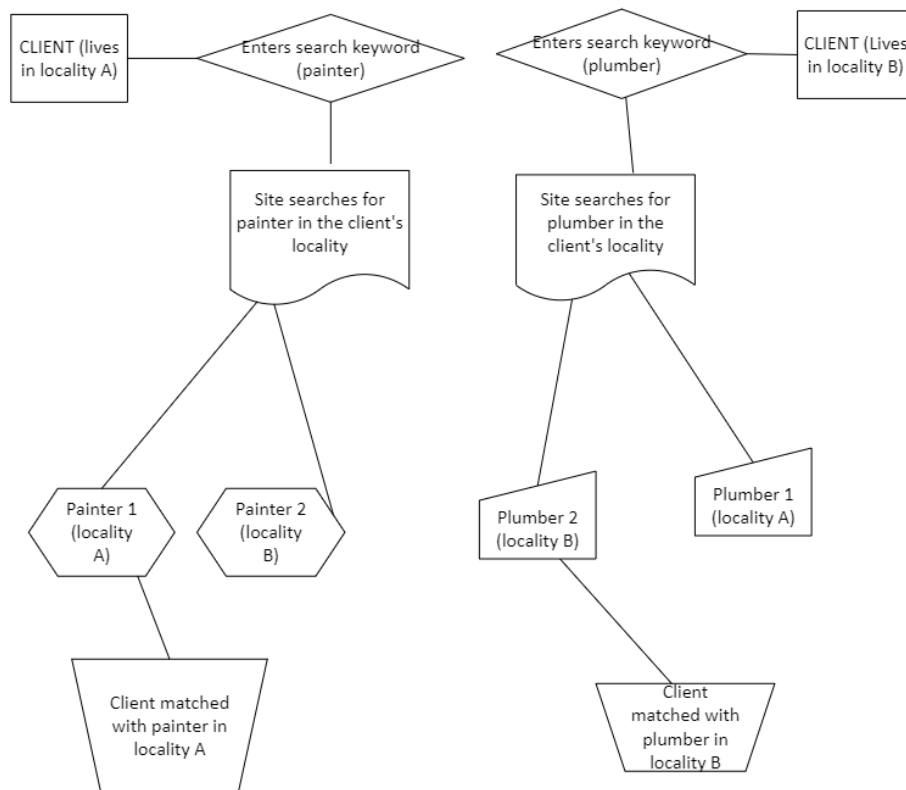 CLIENT (lives
in locality A)
Enters search keyword
(painter)
Enters search keyword
(plumber)
CLIENT (Lives
in locality B)
Site searches for
painter in the client's
locality
Site searches for
plumber in the
client's locality
Painter 1
(locality
A)
Painter 2
(locality
B)
Plumber 2
(locality B)
Plumber 1
(locality A)
Client matched
with painter in
locality A
Client
matched with
plumber in
locality B